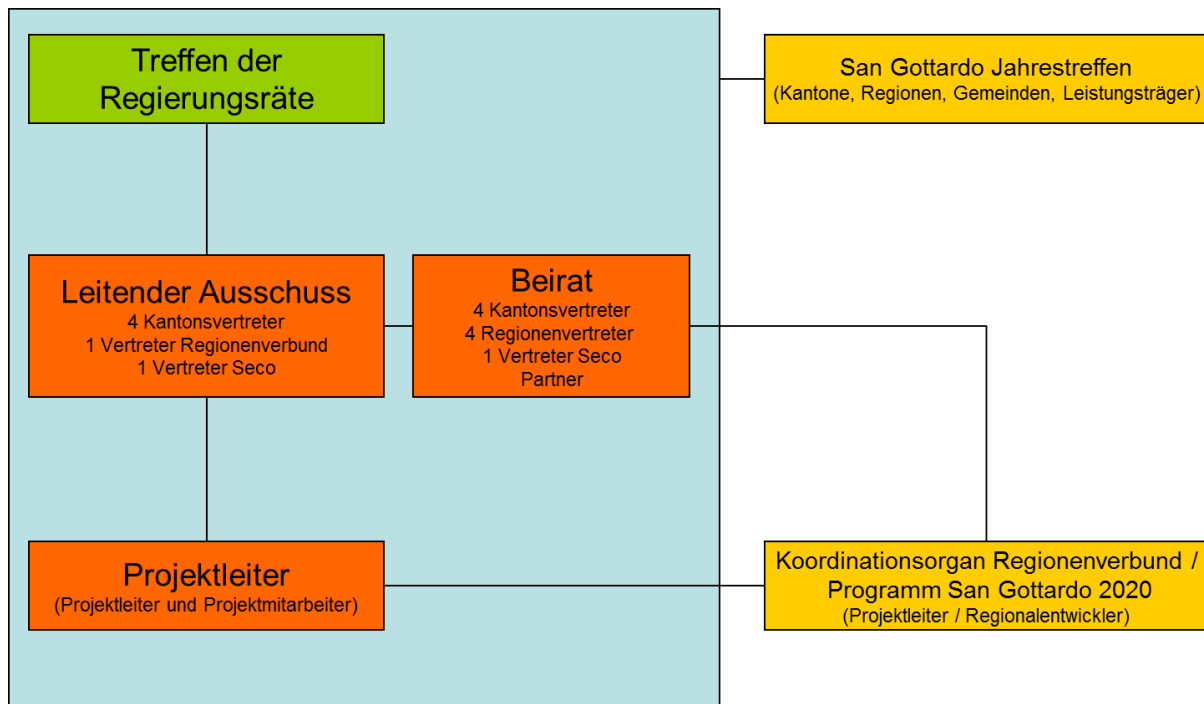 Treffen der
Regierungsräte
San Gottardo Jahrestreffen
(Kantone, Regionen, Gemeinden, Leistungsträger)
Leitender Ausschuss
4 Kantonsvertreter
1 Vertreter Regionenverbund
1 Vertreter Seco
Beirat
4 Kantonsvertreter
4 Regionenvertreter
1 Vertreter Seco
Partner
Projektleiter
(Projektleiter und Projektmitarbeiter)
Koordinationsorgan Regionenverbund /
Programm San Gottardo 2020
(Projektleiter / Regionalentwickler)